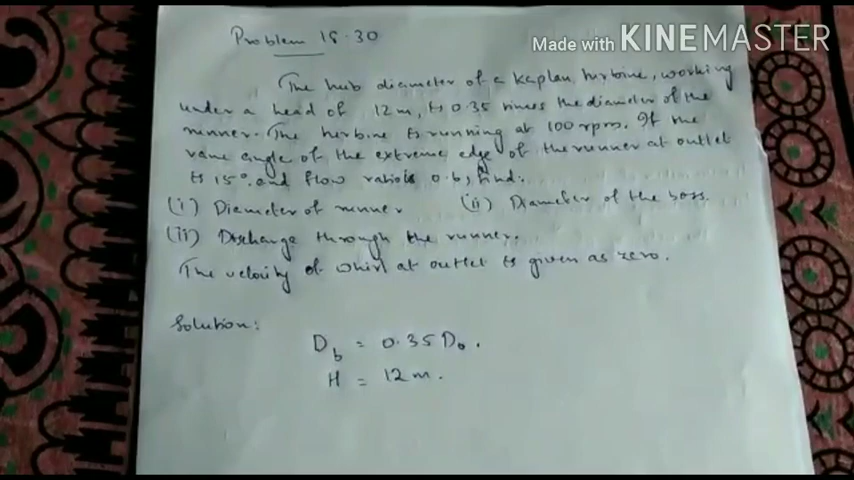 Problem 18.30
Made with KINEMASTER
The hub diameter of a Kaplan turbine, working
under a head of 12m, is 0.35 times the diameter of the
runner. The turbine is running at 100 rpm. If the
vane angle of the extreme edge of the runner at outlet
is 15°. and flow ratio is 0.6, find:
(i) Diameter of runner (ii) Diameter of the boss.
(iii) Discharge through the runner.
The velocity of whirl at outlet is given as zero.
Solution:
D_b = 0.35 D_o.
H = 12 m.